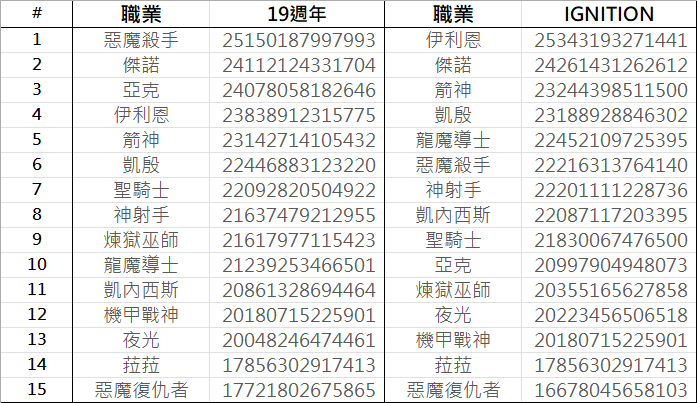 # 職業 19週年 職業 IGNITION
1 惡魔殺手 25150187997993 伊利恩 25343193271441
2 傑諾 24112124331704 傑諾 24261431262612
3 亞克 24078058182646 箭神 23244398511500
4 伊利恩 23838912315775 凱殷 23188928846302
5 箭神 23142714105432 龍魔導士 22452109725395
6 凱殷 22446883123220 惡魔殺手 22216313764140
7 聖騎士 22092820504922 神射手 22201111228736
8 神射手 21637479212955 凱內西斯 22087117203395
9 煉獄巫師 21617977115423 聖騎士 21830067476500
10 龍魔導士 21239253466501 亞克 20997904948073
11 凱內西斯 20861328694464 煉獄巫師 20355165627858
12 機甲戰神 20180715225901 夜光 20223456506518
13 夜光 20048246474461 機甲戰神 20180715225901
14 菈菈 17856302917413 菈菈 17856302917413
15 惡魔復仇者 17721802675865 惡魔復仇者 16678045658103